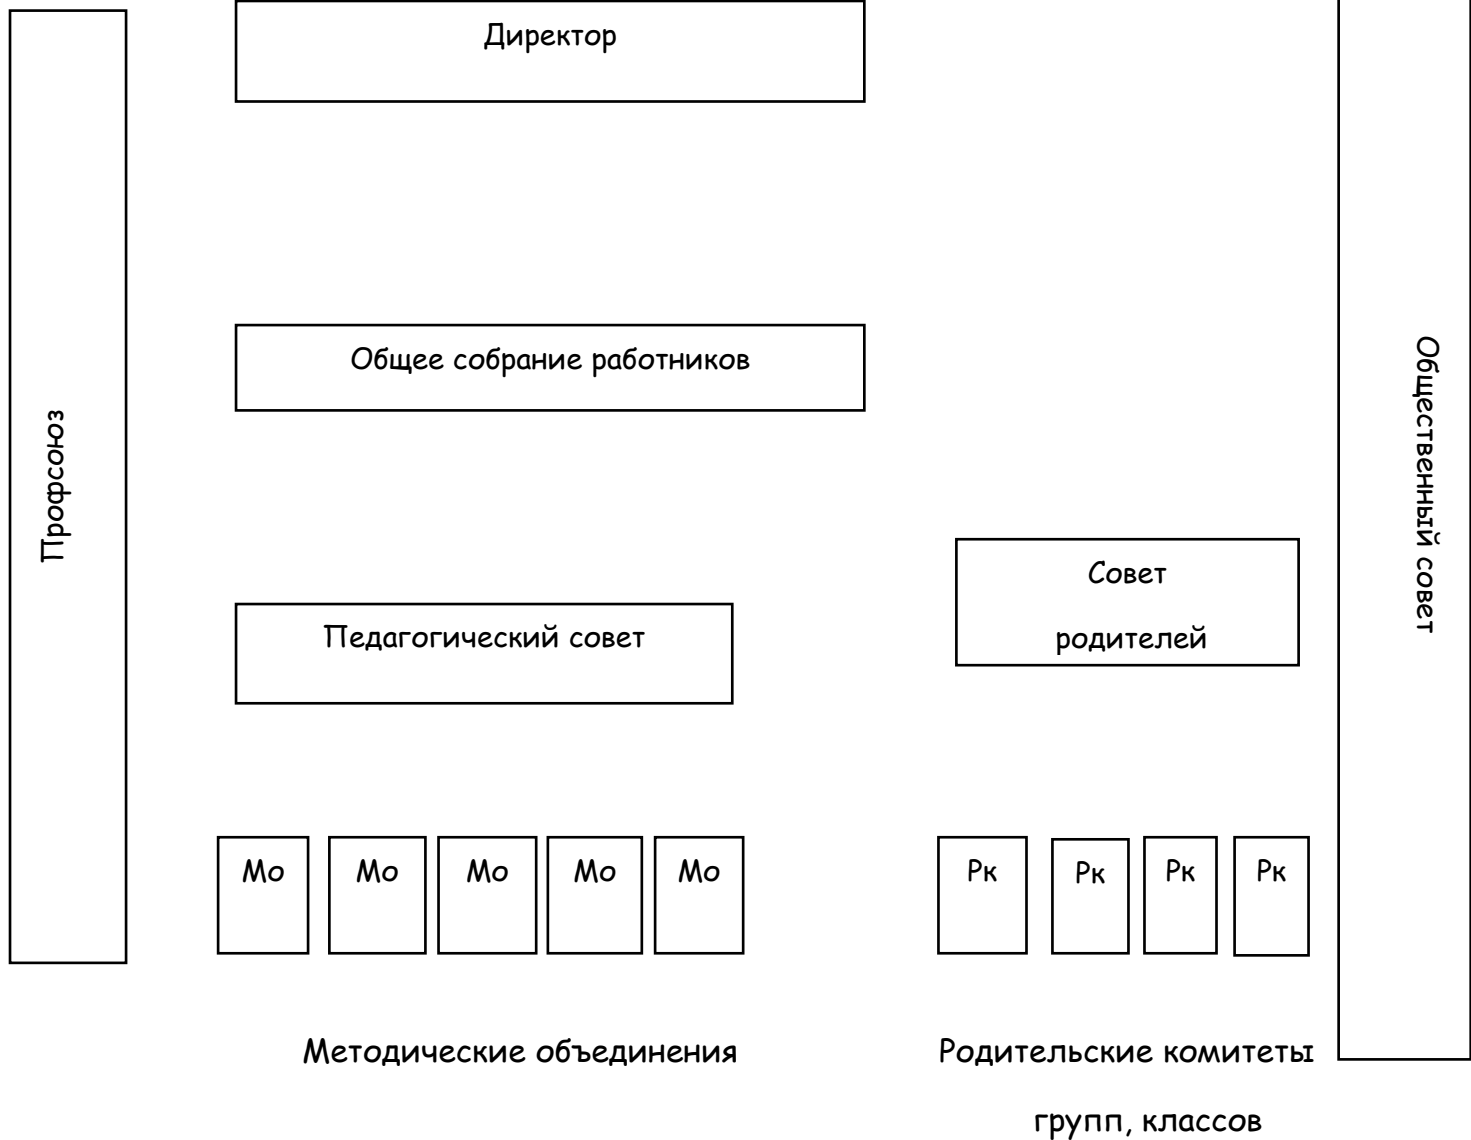 Директор
Общее собрание работников
Профсоюз
Общественный совет
Совет
родителей
Педагогический совет
Мо
Мо
Мо
Мо
Мо
Рк
Рк
Рк
Рк
Методические объединения
Родительские комитеты
групп, классов